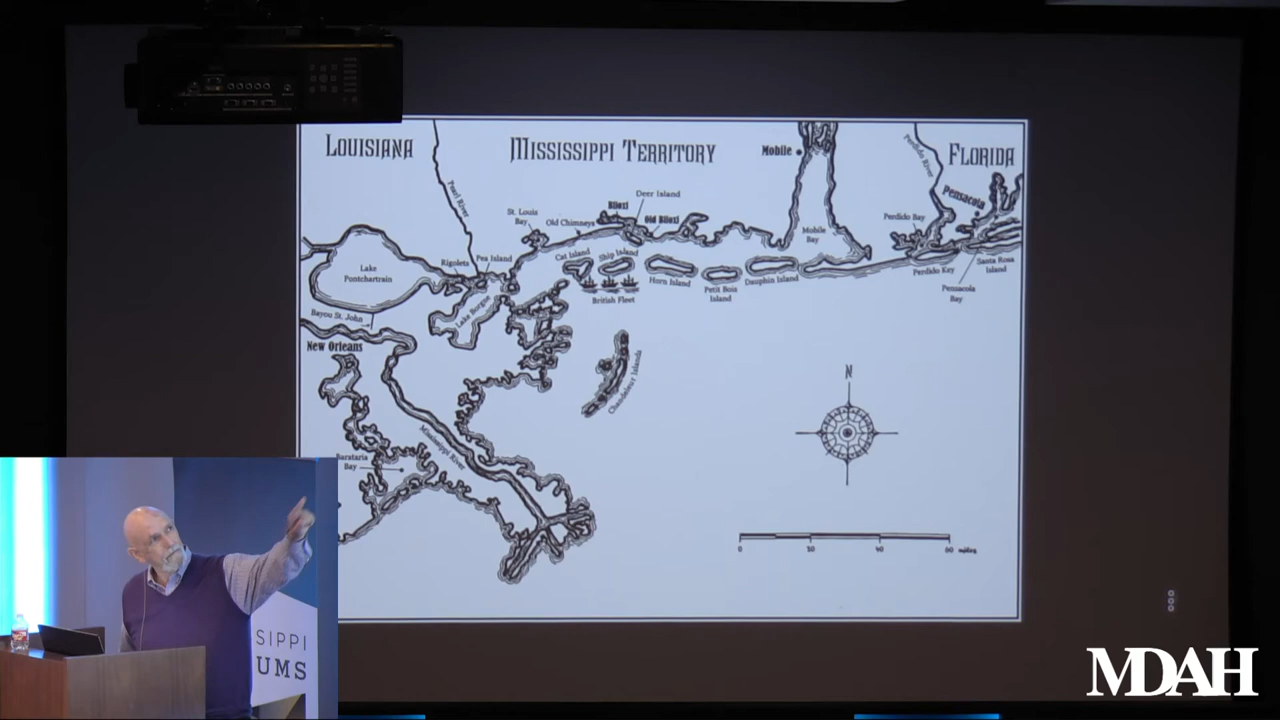 LOUISIANA
MISSISSIPPI TERRITORY
Mobile
FLORIDA
Perdido River
Pearl River
Deer Island
Pensacola
Biloxi
St. Louis
Bay
Old Chimneys
Old Biloxi
Perdido Bay
Mobile
Bay
Cat Island
Ship Island
Rigolets
Pea Island
Lake
Pontchartrain
Horn Island
Petit Bois
Island
Dauphin Island
Perdido Key
Santa Rosa
Island
Pensacola
Bay
British Fleet
Lake Borgne
Bayou St. John
New Orleans
Chandeleur Islands
N
Mississippi River
Barataria
Bay
0
20
40
60 miles
SIPPI
UMS
MDAH